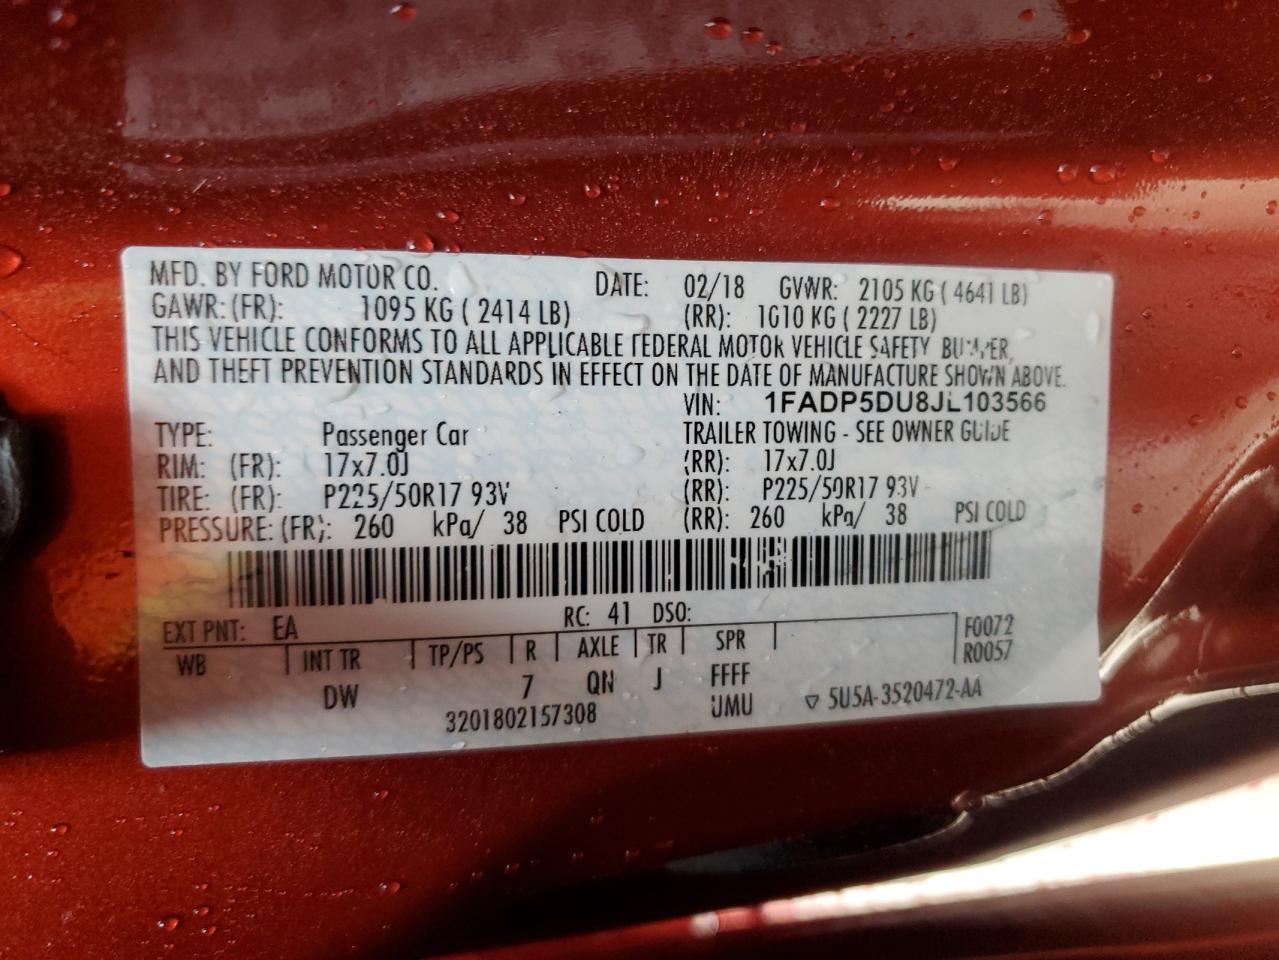 MFD. BY FORD MOTOR CO. DATE: 02/18 GVWR: 2105 KG ( 4641 LB)
GAWR: (FR): 1095 KG ( 2414 LB) (RR): 1010 KG ( 2227 LB)
THIS VEHICLE CONFORMS TO ALL APPLICABLE FEDERAL MOTOR VEHICLE SAFETY BUMPER,
AND THEFT PREVENTION STANDARDS IN EFFECT ON THE DATE OF MANUFACTURE SHOWN ABOVE.
VIN: 1FADP5DU8JL103566
TYPE: Passenger Car TRAILER TOWING - SEE OWNER GUIDE
RIM: (FR): 17x7.0J (RR): 17x7.0J
TIRE: (FR): P225/50R17 93V (RR): P225/50R17 93V
PRESSURE: (FR): 260 kPa/ 38 PSI COLD (RR): 260 kPa/ 38 PSI COLD
EXT PNT: EA RC: 41 DSO: F0072
WB INT TR TP/PS R AXLE TR SPR R0057
DW 7 QN J FFFF
3201802157308 UMU ▽ 5U5A-3520472-AA